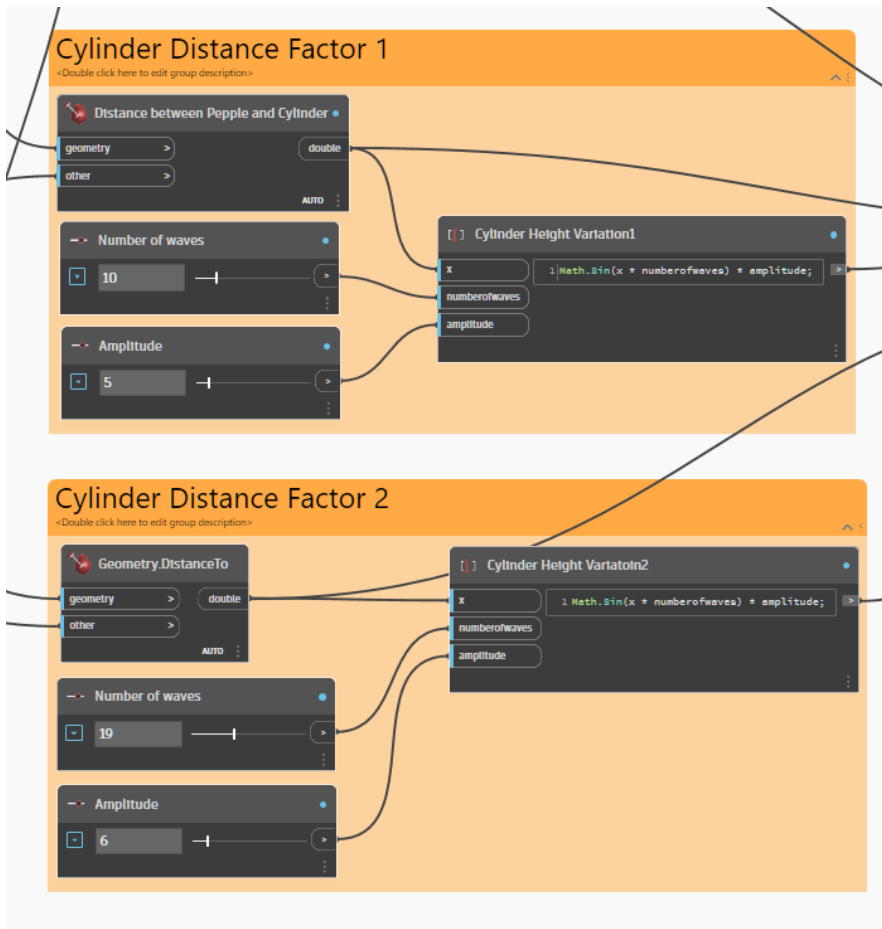 Cylinder Distance Factor 1
<Double click here to edit group description>
Distance between Pepple and Cylinder
geometry >
double
other >
AUTO
Number of waves
10
>
Amplitude
5
>
[ ] Cylinder Height Variation1
x
1 Math.Sin(x * numberofwaves) * amplitude;
>
numberofwaves
amplitude
Cylinder Distance Factor 2
<Double click here to edit group description>
Geometry.DistanceTo
geometry >
double
other >
AUTO
Number of waves
19
>
Amplitude
6
>
[ ] Cylinder Height Variatoin2
x
1 Math.Sin(x * numberofwaves) * amplitude;
>
numberofwaves
amplitude